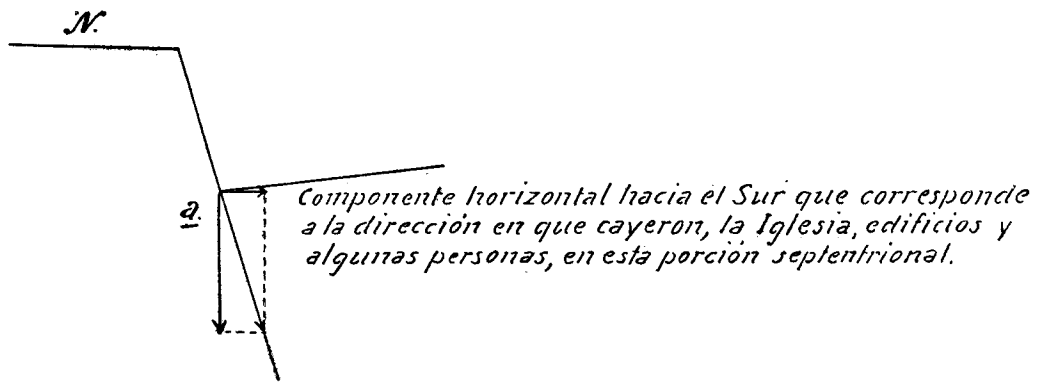 N.
a.
Componente horizontal hacia el Sur que corresponde
a la dirección en que cayeron, la Iglesia, edificios y
algunas personas, en esta porción septentrional.